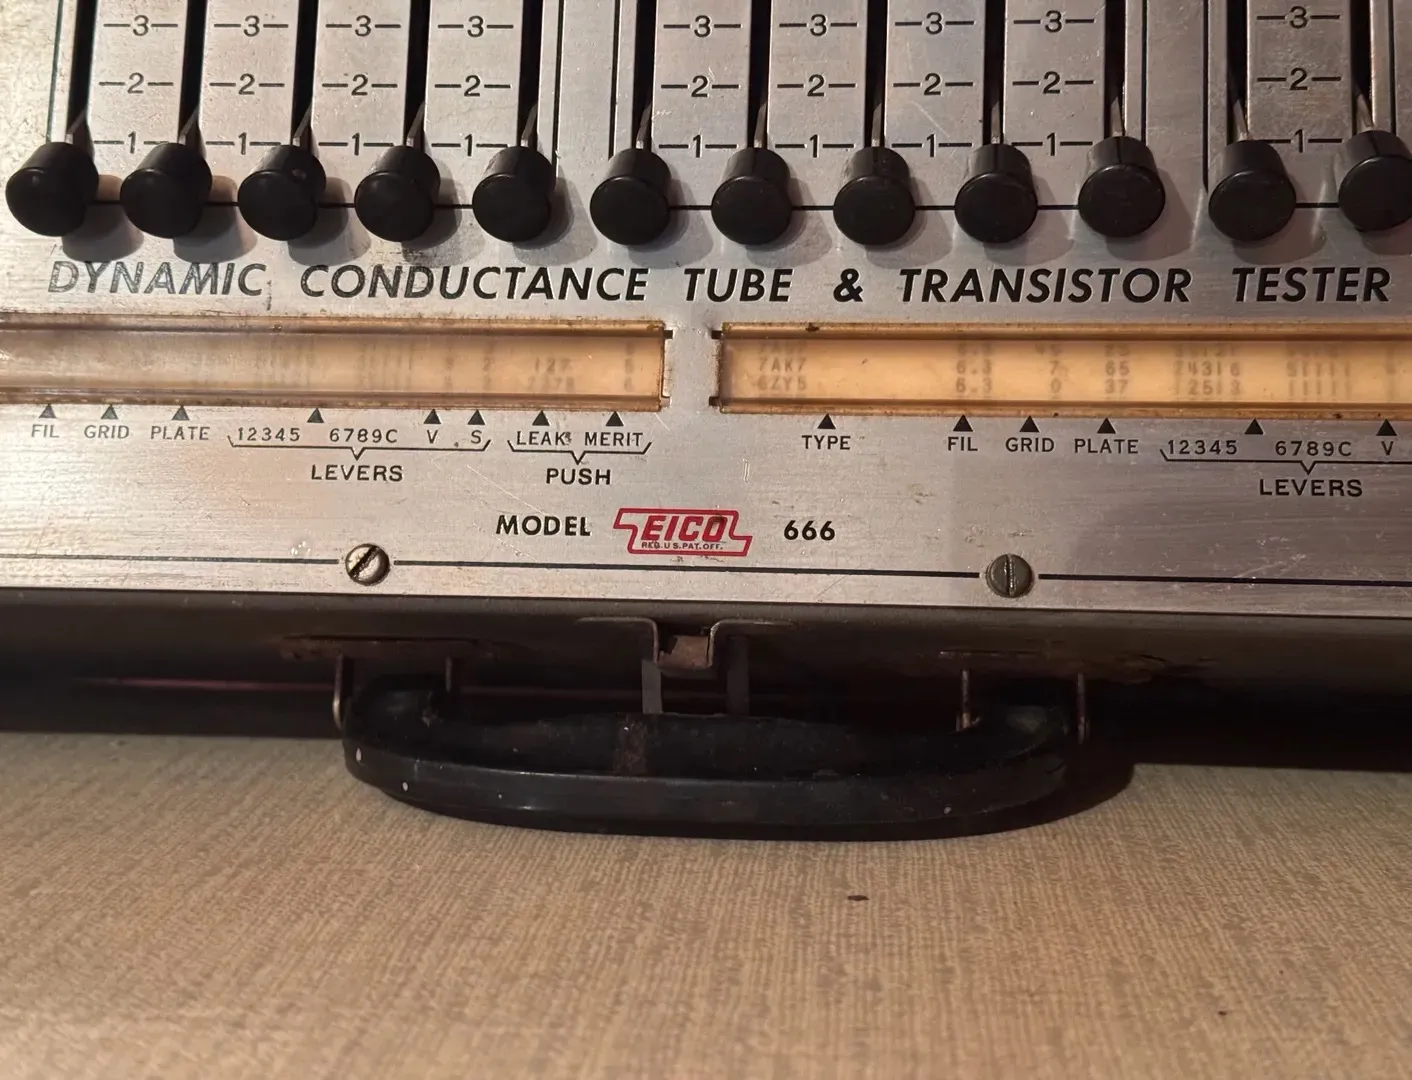 —3— —3— —3— —3— —3— —3— —3— —3— —3—
—2— —2— —2— —2— —2— —2— —2— —2— —2—
—1— —1— —1— —1— —1— —1— —1— —1— —1—
DYNAMIC CONDUCTANCE TUBE & TRANSISTOR TESTER
7AK7 6.3 7 65 24316
6ZY5 6.3 0 37 12513
FIL GRID PLATE 12345 6789C V S LEAK MERIT TYPE FIL GRID PLATE 12345 6789C V
LEVERS PUSH LEVERS
MODEL EICO 666
REG. U.S. PAT. OFF.